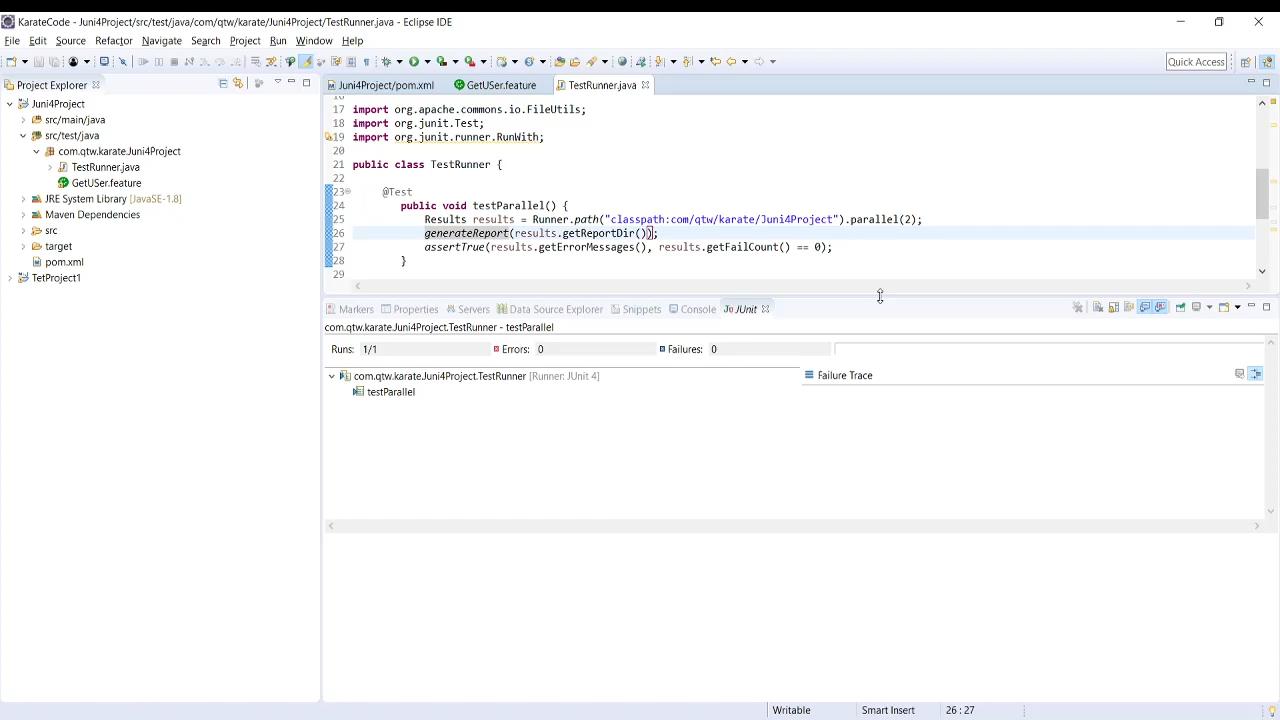 KarateCode - Juni4Project/src/test/java/com/qtw/karate/Juni4Project/TestRunner.java - Eclipse IDE
File Edit Source Refactor Navigate Search Project Run Window Help
Quick Access
Project Explorer
Juni4Project
src/main/java
src/test/java
com.qtw.karate.Juni4Project
TestRunner.java
GetUSer.feature
JRE System Library [JavaSE-1.8]
Maven Dependencies
src
target
pom.xml
TetProject1
Juni4Project/pom.xml GetUSer.feature TestRunner.java
17 import org.apache.commons.io.FileUtils;
18 import org.junit.Test;
19 import org.junit.runner.RunWith;
20
21 public class TestRunner {
22
23 @Test
24 public void testParallel() {
25 Results results = Runner.path("classpath:com/qtw/karate/Juni4Project").parallel(2);
26 generateReport(results.getReportDir());
27 assertTrue(results.getErrorMessages(), results.getFailCount() == 0);
28 }
29
Markers Properties Servers Data Source Explorer Snippets Console JUnit
com.qtw.karate.Juni4Project.TestRunner - testParallel
Runs: 1/1 Errors: 0 Failures: 0
com.qtw.karate.Juni4Project.TestRunner [Runner: JUnit 4]
testParallel
Failure Trace
Writable Smart Insert 26 : 27